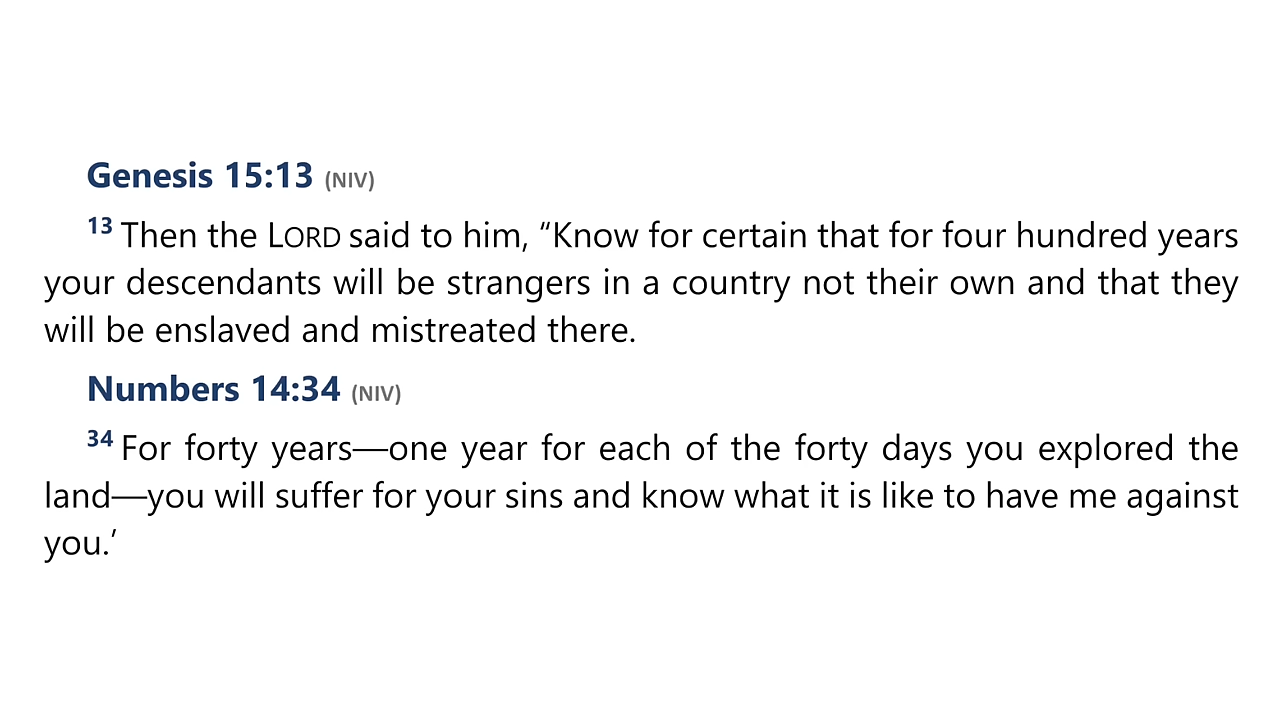 Genesis 15:13 (NIV)
13 Then the LORD said to him, “Know for certain that for four hundred years
your descendants will be strangers in a country not their own and that they
will be enslaved and mistreated there.
Numbers 14:34 (NIV)
34 For forty years—one year for each of the forty days you explored the
land—you will suffer for your sins and know what it is like to have me against
you.’